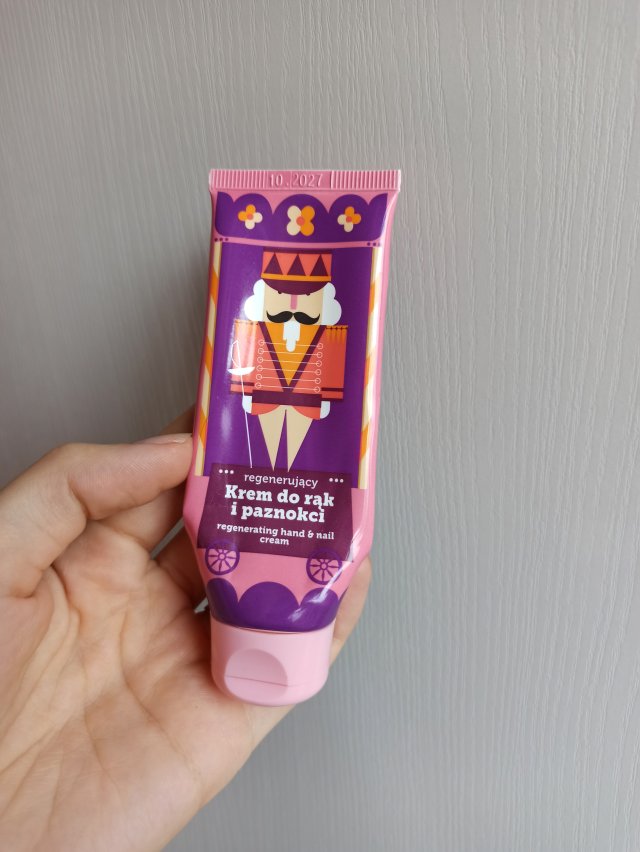 10.2027
regenerujący
Krem do rąk
i paznokci
regenerating hand & nail
cream